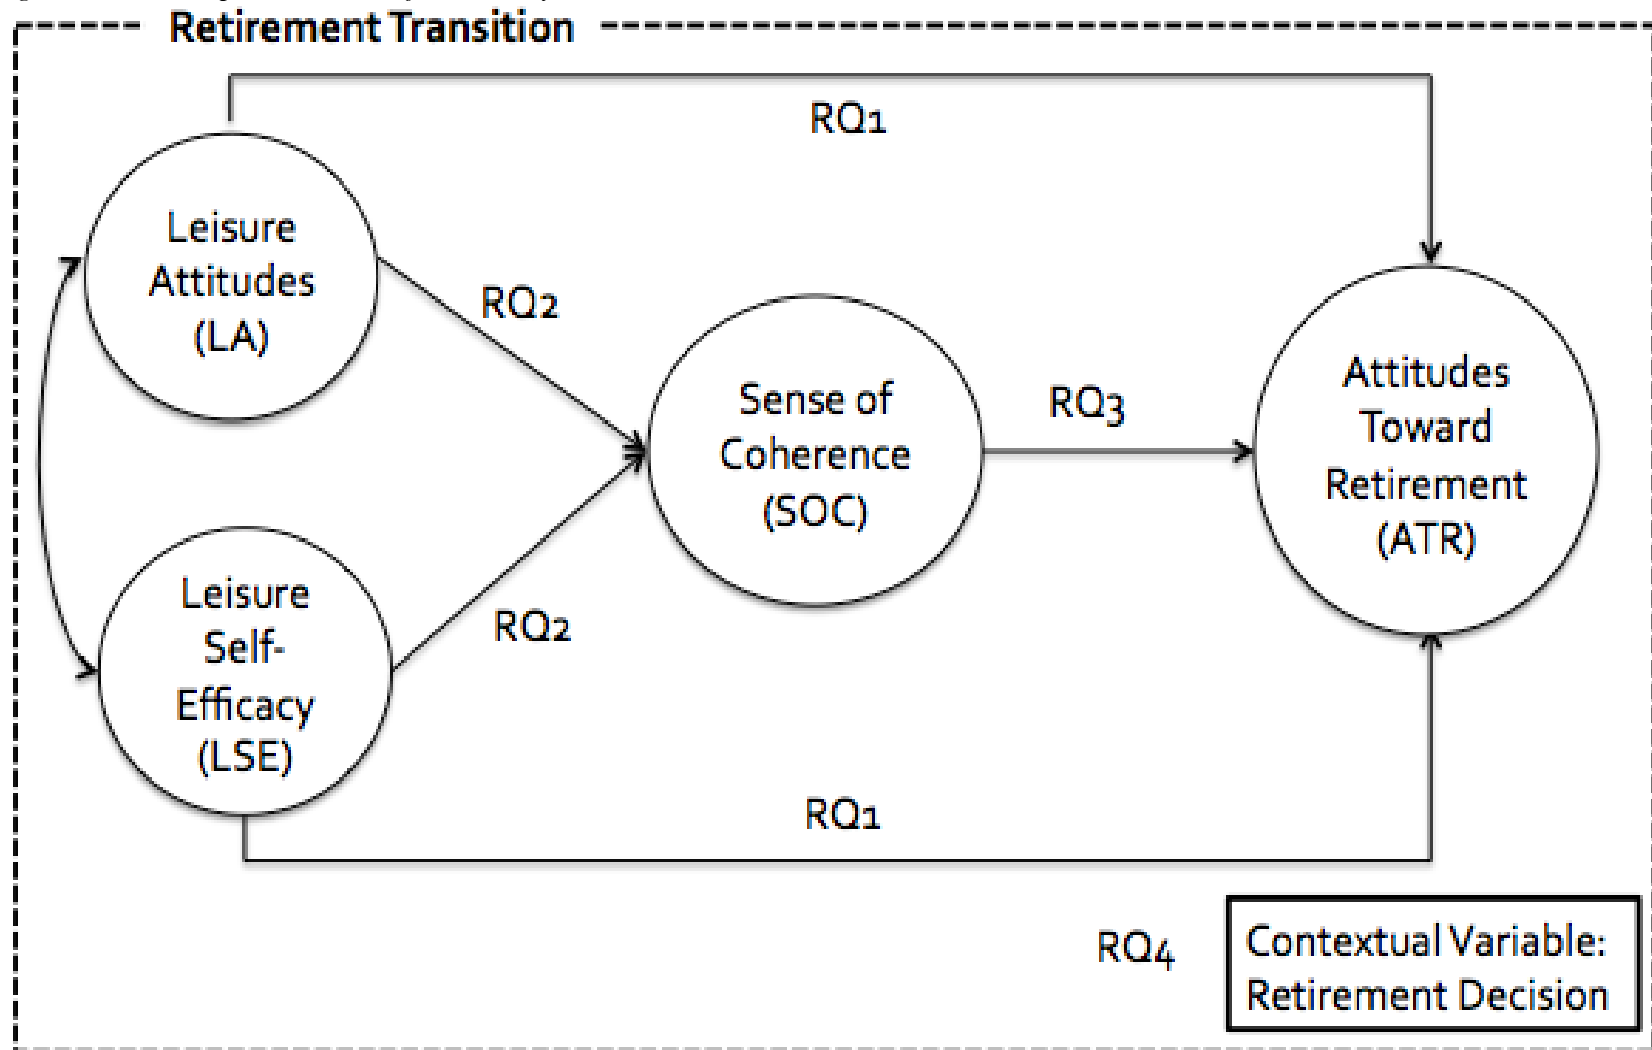 Retirement Transition
RQ1
Leisure
Attitudes
(LA)
RQ2
Sense of
Coherence
(SOC)
RQ3
Attitudes
Toward
Retirement
(ATR)
Leisure
Self-
Efficacy
(LSE)
RQ2
RQ1
RQ4
Contextual Variable:
Retirement Decision